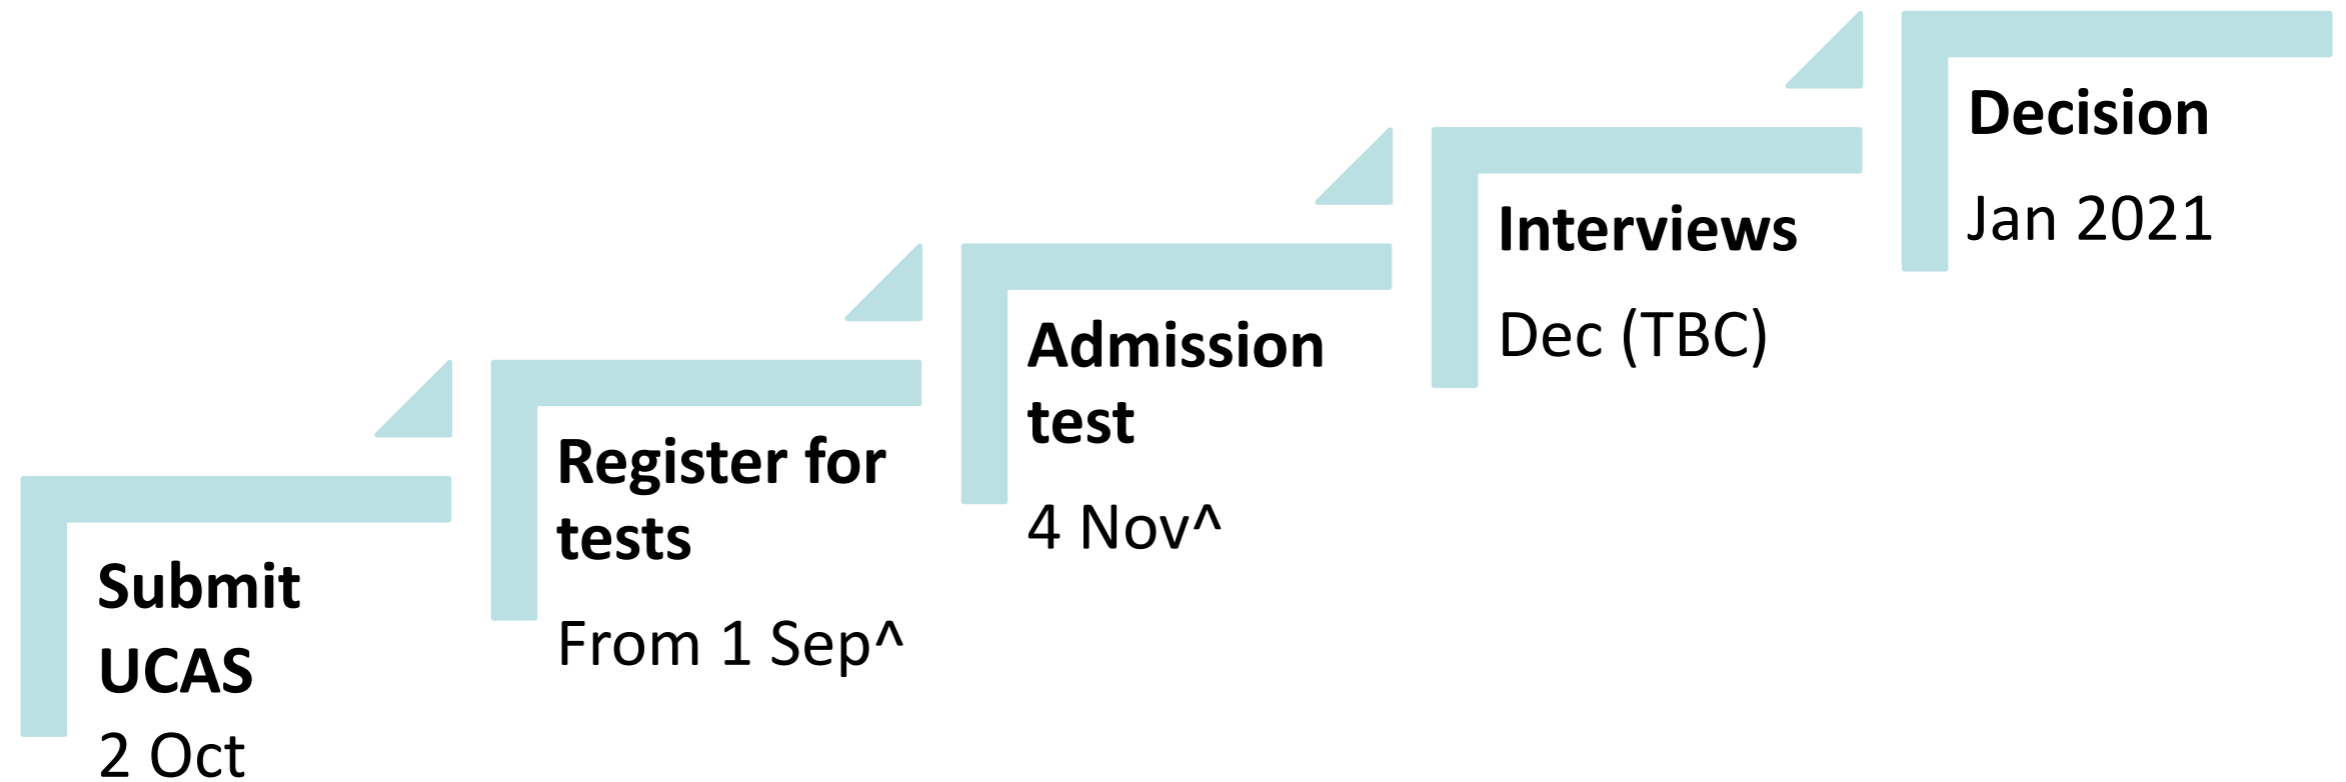 Submit
UCAS
2 Oct
Register for
tests
From 1 Sep^
Admission
test
4 Nov^
Interviews
Dec (TBC)
Decision
Jan 2021